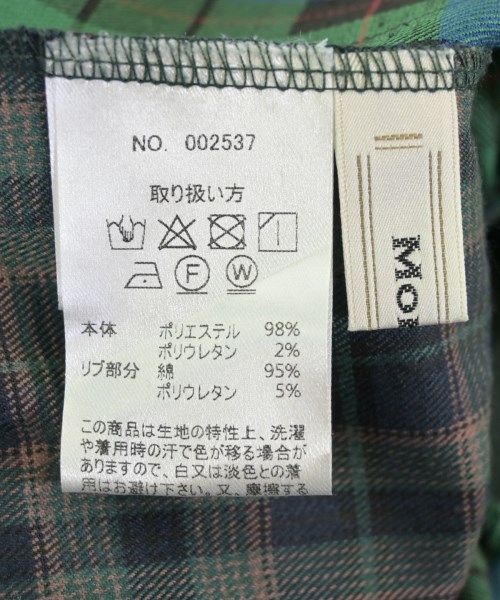 NO. 002537
取り扱い方
F
W
本体 ポリエステル 98%
ポリウレタン 2%
リブ部分 綿 95%
ポリウレタン 5%
この商品は生地の特性上、洗濯
や着用時の汗で色が移る場合が
ありますので、白又は淡色との着
用はお避け下さい。又、摩擦する
Mo